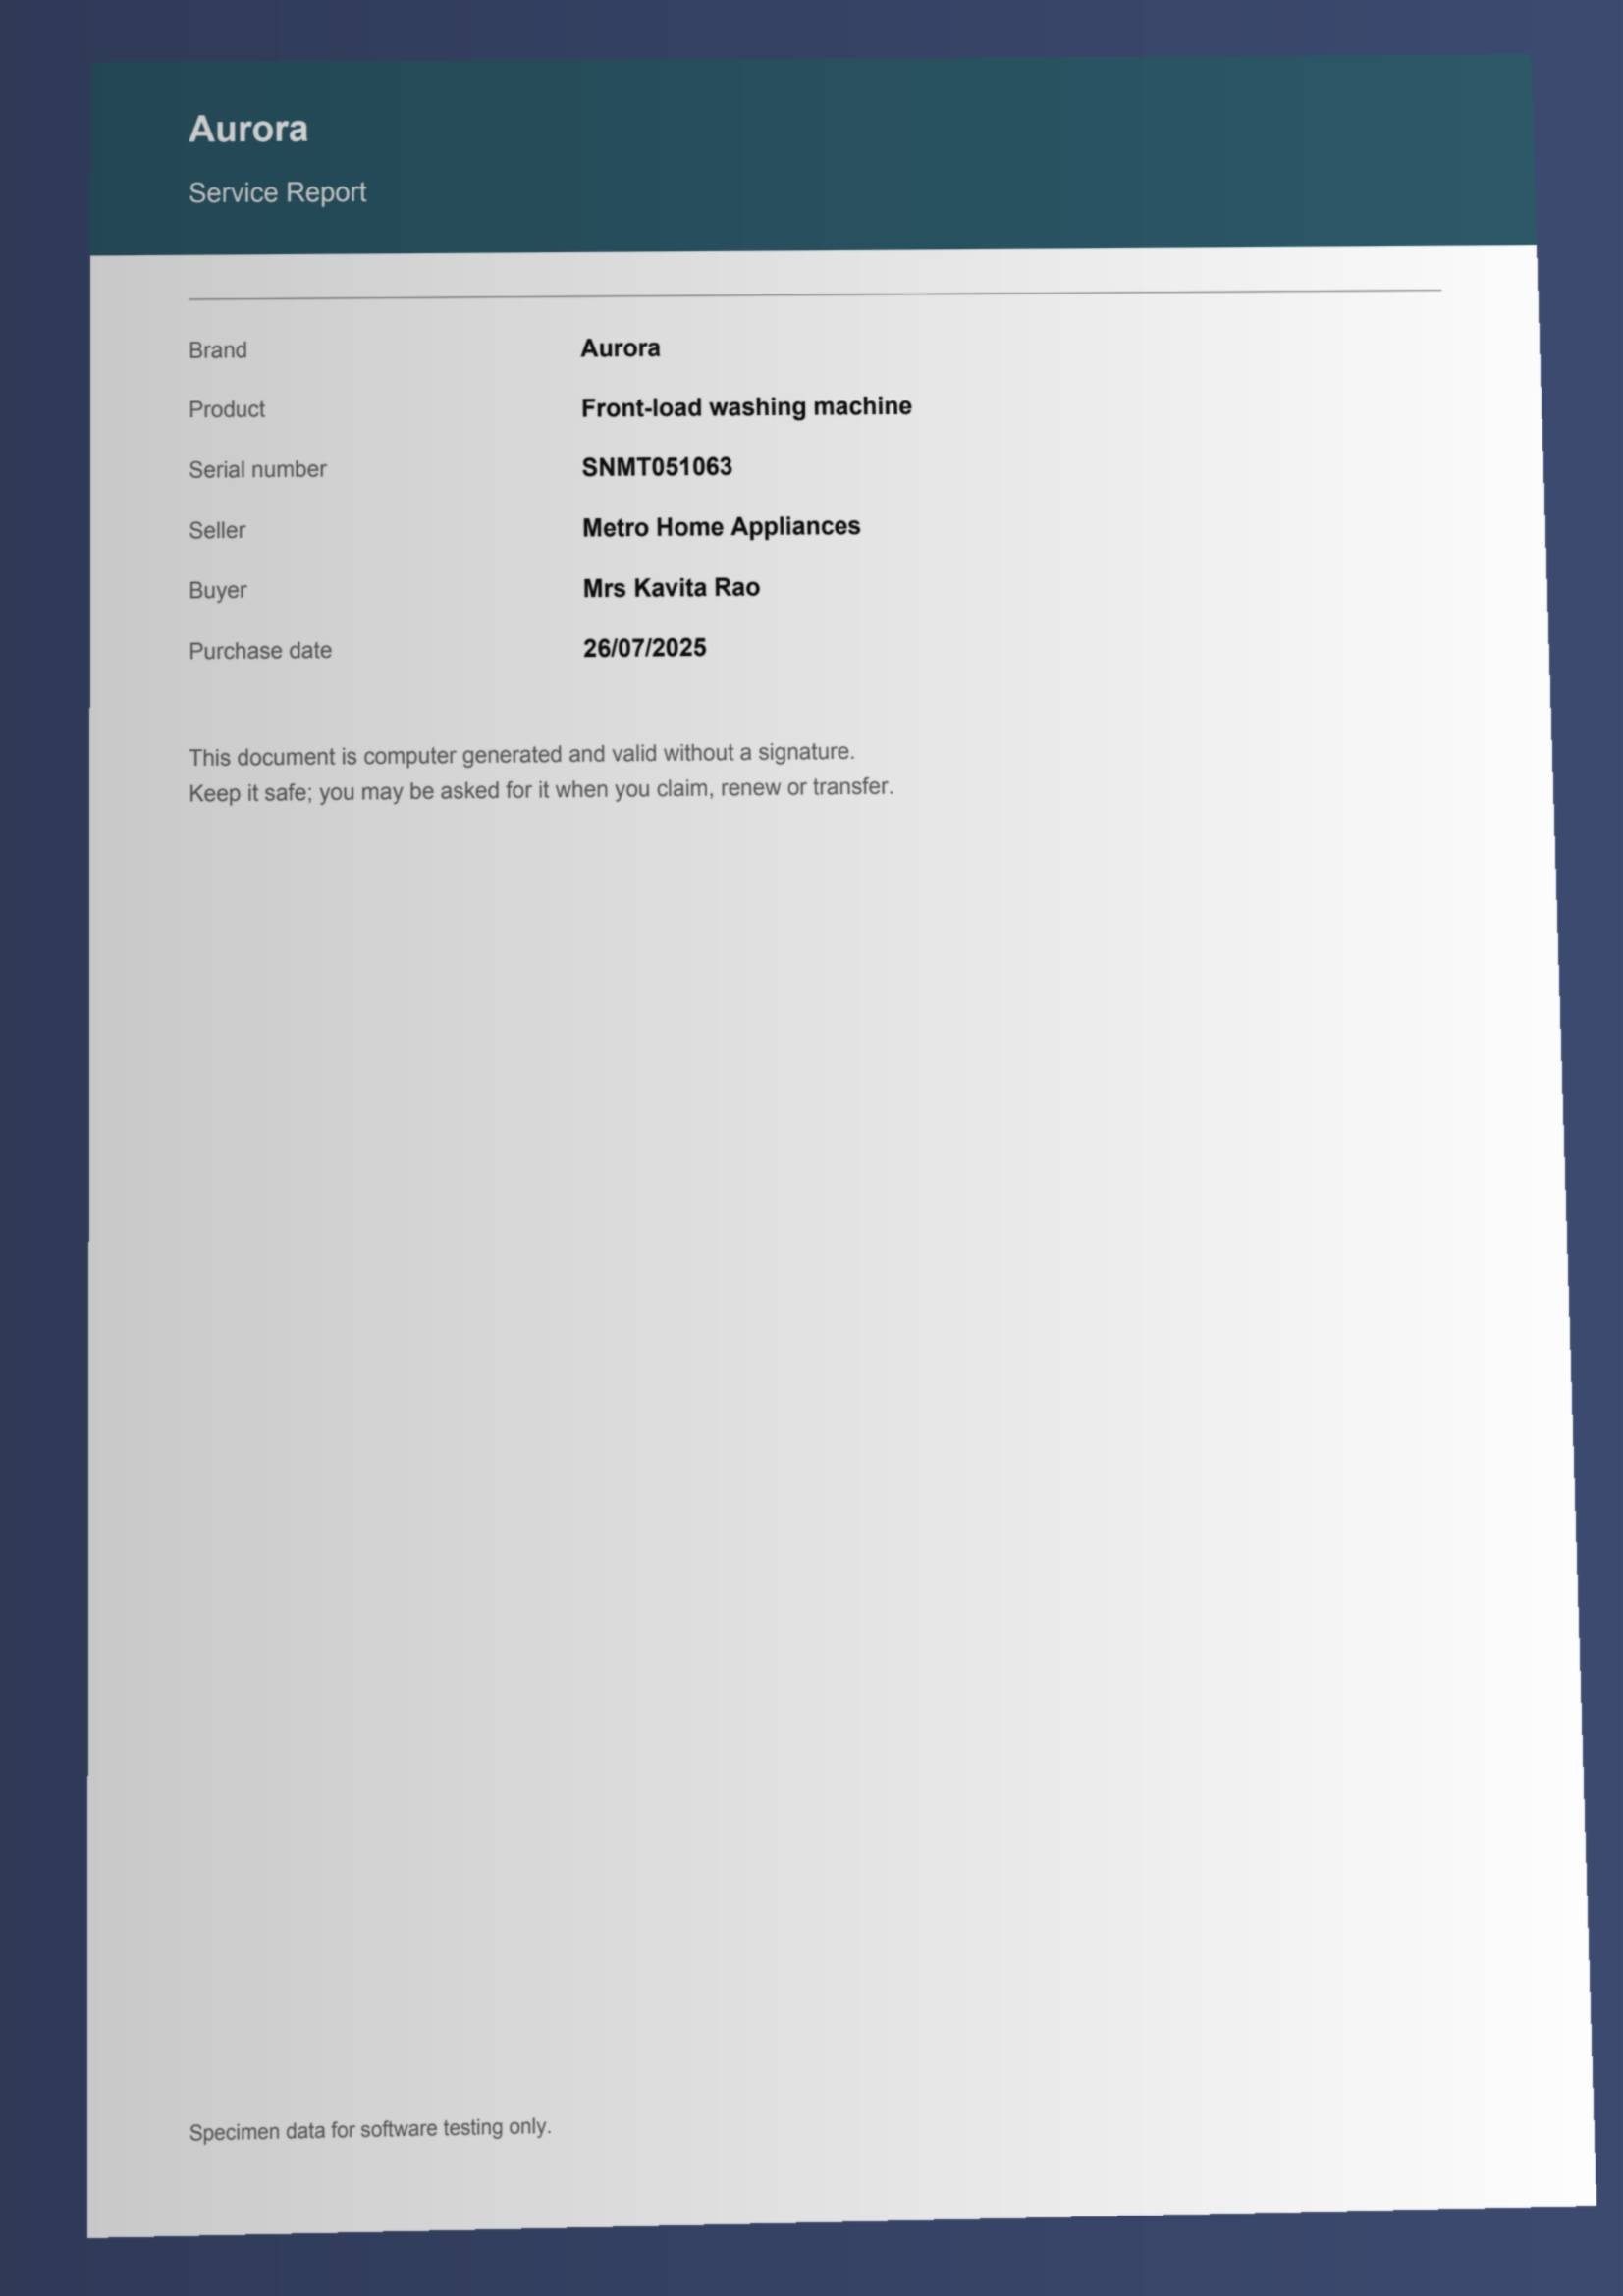 Aurora
Service Report
Brand Aurora
Product Front-load washing machine
Serial number SNMT051063
Seller Metro Home Appliances
Buyer Mrs Kavita Rao
Purchase date 26/07/2025
This document is computer generated and valid without a signature.
Keep it safe; you may be asked for it when you claim, renew or transfer.
Specimen data for software testing only.